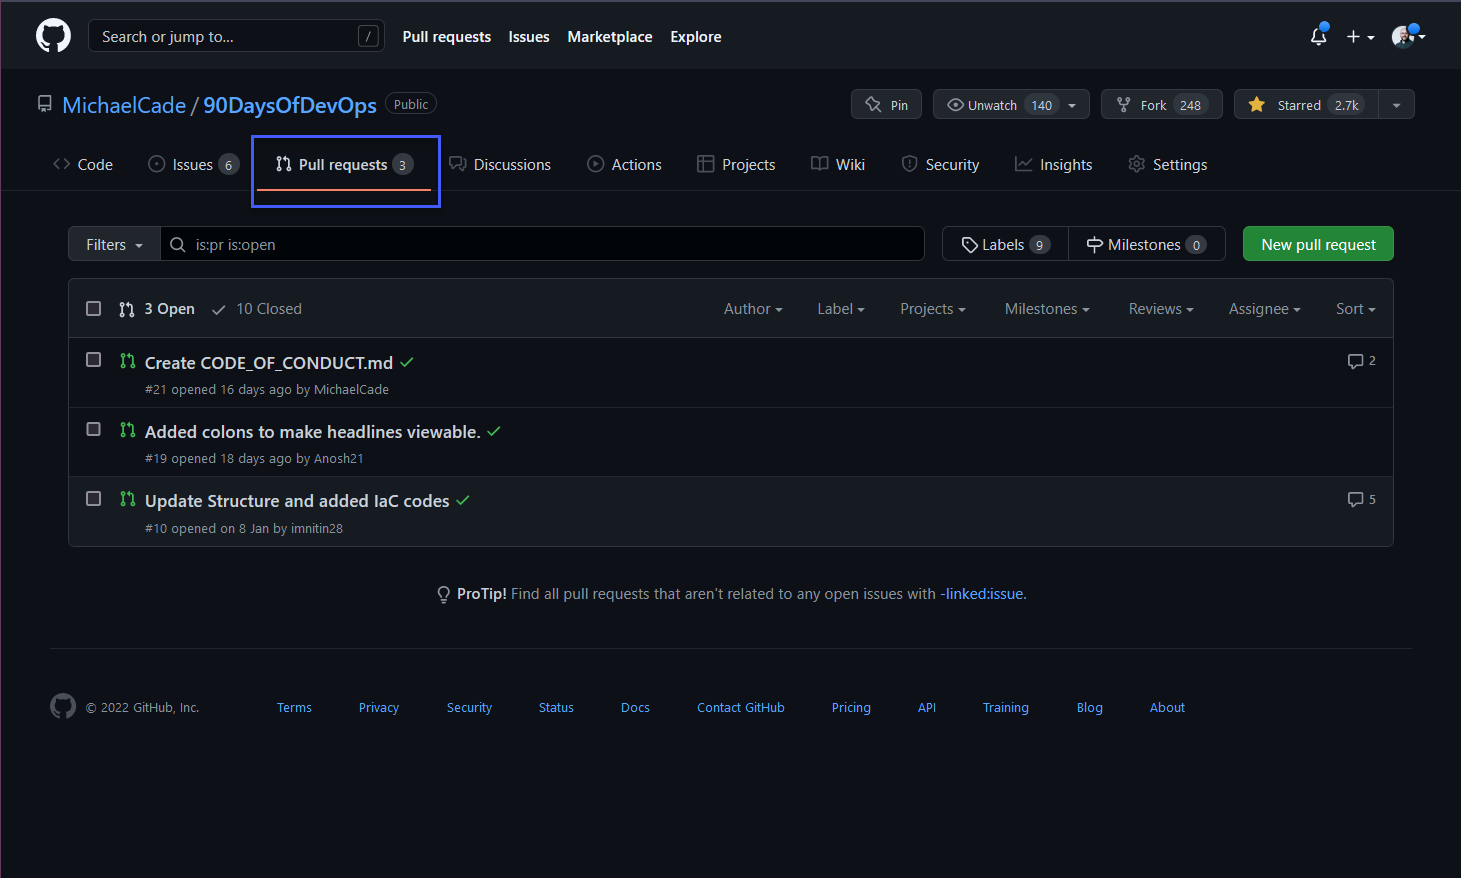 Search or jump to... / Pull requests Issues Marketplace Explore
MichaelCade / 90DaysOfDevOps Public Pin Unwatch 140 Fork 248 Starred 2.7k
Code Issues 6 Pull requests 3 Discussions Actions Projects Wiki Security Insights Settings
Filters is:pr is:open Labels 9 Milestones 0 New pull request
3 Open 10 Closed Author Label Projects Milestones Reviews Assignee Sort
Create CODE_OF_CONDUCT.md 2
#21 opened 16 days ago by MichaelCade
Added colons to make headlines viewable.
#19 opened 18 days ago by Anosh21
Update Structure and added IaC codes 5
#10 opened on 8 Jan by imnitin28
ProTip! Find all pull requests that aren't related to any open issues with -linked:issue.
© 2022 GitHub, Inc. Terms Privacy Security Status Docs Contact GitHub Pricing API Training Blog About